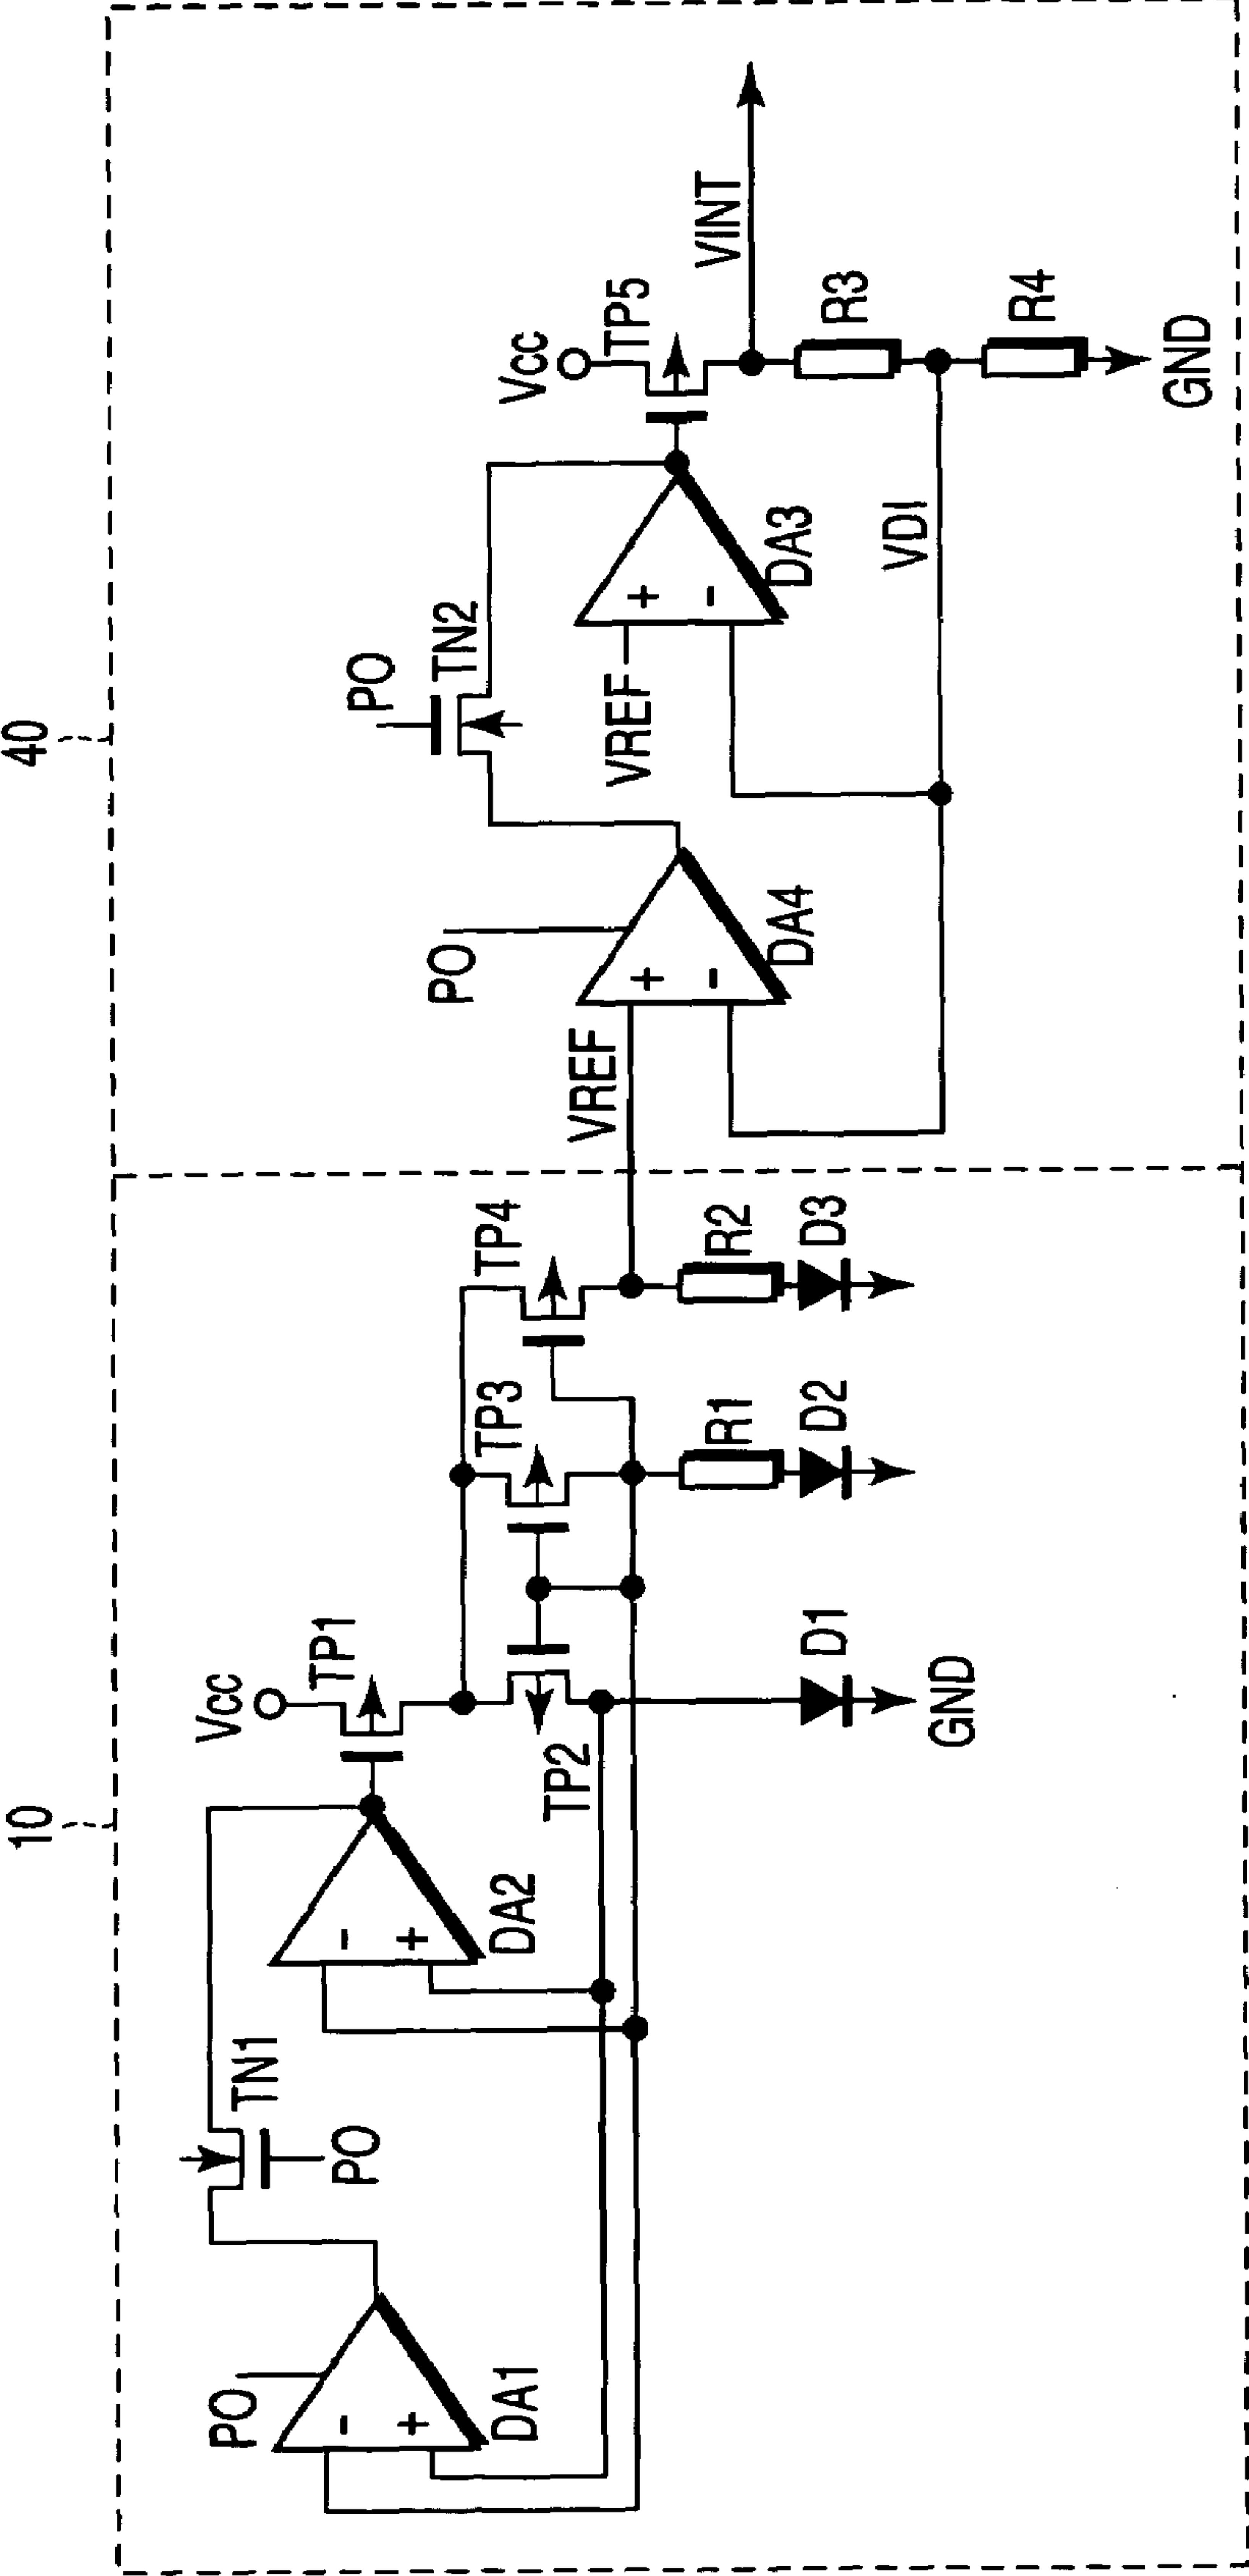 10
40
PO
DA1
- +
TN1
PO
DA2
- +
Vcc
TP1
TP2
TP3
TP4
D1
GND
R1
D2
R2
D3
VREF
PO
DA4
+ -
PO
TN2
VREF
DA3
+ -
Vcc
TP5
VINT
VDI
R3
R4
GND